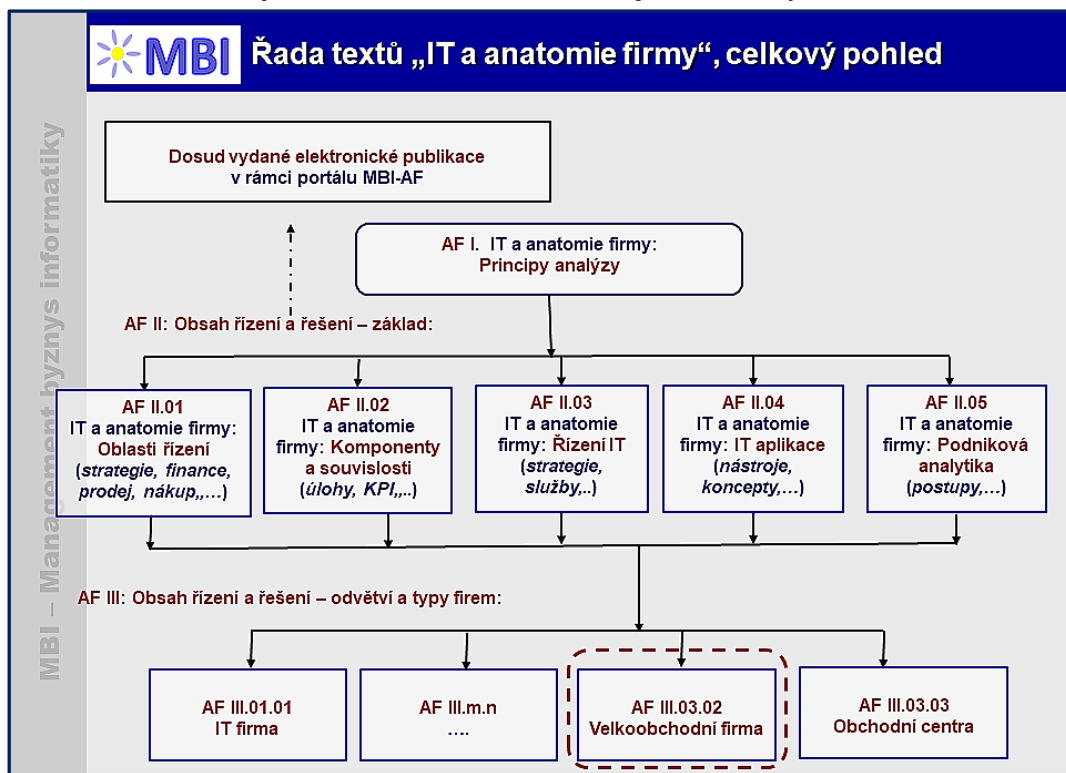 MBI
Řada textů „IT a anatomie firmy“, celkový pohled
MBI – Management byznys informatiky
Dosud vydané elektronické publikace
v rámci portálu MBI-AF
AF I. IT a anatomie firmy:
Principy analýzy
AF II: Obsah řízení a řešení – základ:
AF II.01
IT a anatomie firmy:
Oblasti řízení
(strategie, finance,
prodej, nákup,,…)
AF II.02
IT a anatomie
firmy: Komponenty
a souvislosti
(úlohy, KPI,,..)
AF II.03
IT a anatomie
firmy: Řízení IT
(strategie,
služby,..)
AF II.04
IT a anatomie
firmy: IT aplikace
(nástroje,
koncepty,…)
AF II.05
IT a anatomie
firmy: Podniková
analytika
(postupy,…)
AF III: Obsah řízení a řešení – odvětví a typy firem:
AF III.01.01
IT firma
AF III.m.n
….
AF III.03.02
Velkoobchodní firma
AF III.03.03
Obchodní centra